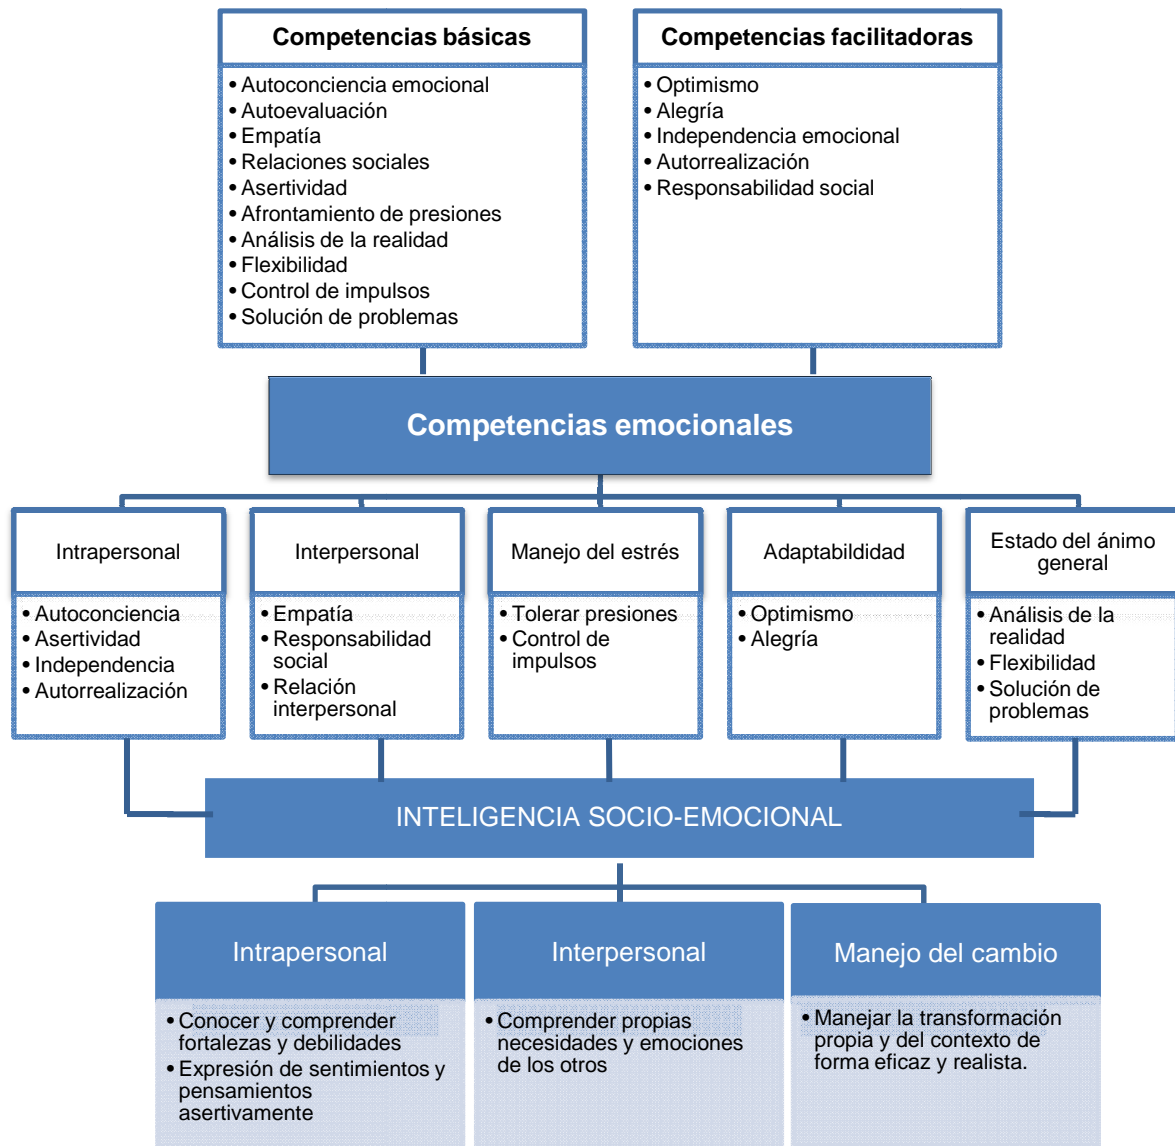 Competencias básicas
• Autoconciencia emocional
• Autoevaluación
• Empatía
• Relaciones sociales
• Asertividad
• Afrontamiento de presiones
• Análisis de la realidad
• Flexibilidad
• Control de impulsos
• Solución de problemas
Competencias facilitadoras
• Optimismo
• Alegría
• Independencia emocional
• Autorrealización
• Responsabilidad social
Competencias emocionales
Intrapersonal
• Autoconciencia
• Asertividad
• Independencia
• Autorrealización
Interpersonal
• Empatía
• Responsabilidad
social
• Relación
interpersonal
Manejo del estrés
• Tolerar presiones
• Control de
impulsos
Adaptabildidad
• Optimismo
• Alegría
Estado del ánimo
general
• Análisis de la
realidad
• Flexibilidad
• Solución de
problemas
INTELIGENCIA SOCIO-EMOCIONAL
Intrapersonal
• Conocer y comprender
fortalezas y debilidades
• Expresión de sentimientos y
pensamientos
asertivamente
Interpersonal
• Comprender propias
necesidades y emociones
de los otros
Manejo del cambio
• Manejar la transformación
propia y del contexto de
forma eficaz y realista.